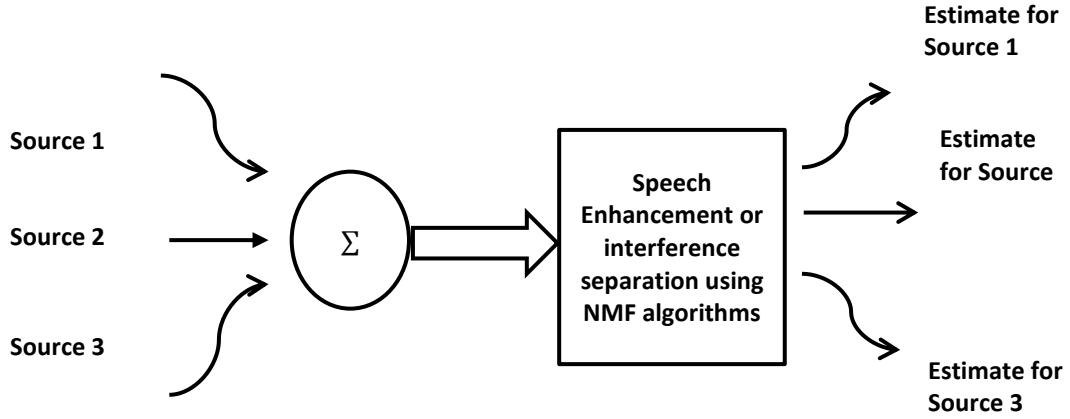 Source 1
Source 2
Source 3
Σ
Speech
Enhancement or
interference
separation using
NMF algorithms
Estimate for
Source 1
Estimate
for Source
Estimate for
Source 3